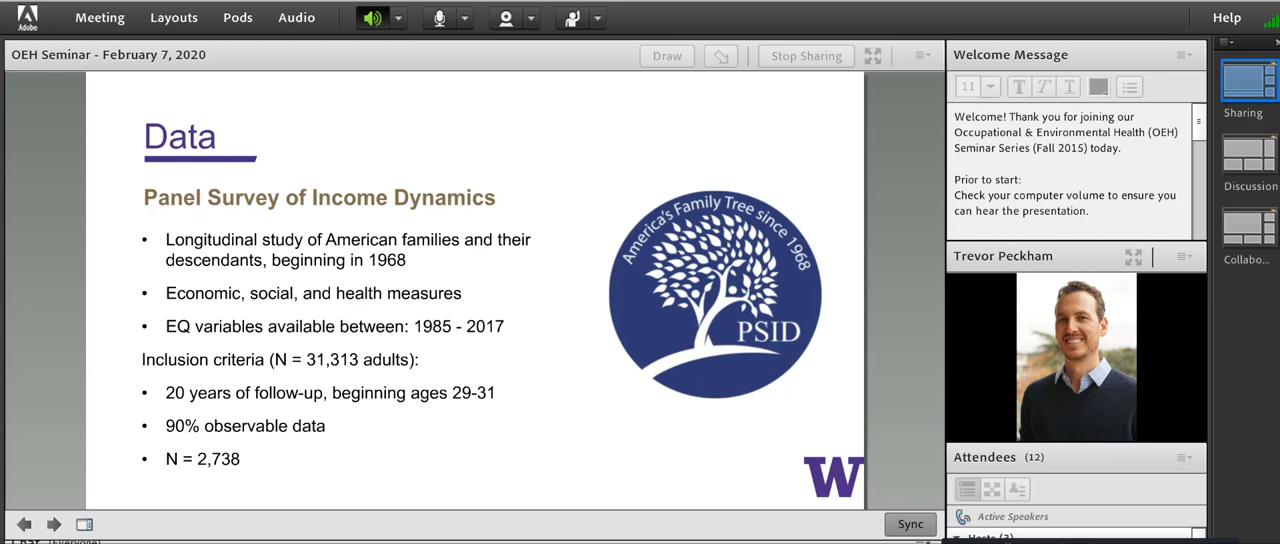 Adobe
Meeting
Layouts
Pods
Audio
Help
OEH Seminar - February 7, 2020
Draw
Stop Sharing
Data
Panel Survey of Income Dynamics
• Longitudinal study of American families and their
descendants, beginning in 1968
• Economic, social, and health measures
• EQ variables available between: 1985 - 2017
Inclusion criteria (N = 31,313 adults):
• 20 years of follow-up, beginning ages 29-31
• 90% observable data
• N = 2,738
America's Family Tree since 1968
PSID
W
Sync
Welcome Message
11
T T T
Welcome! Thank you for joining our
Occupational & Environmental Health (OEH)
Seminar Series (Fall 2015) today.
Prior to start:
Check your computer volume to ensure you
can hear the presentation.
Trevor Peckham
Attendees (12)
Active Speakers
Hosts (3)
Sharing
Discussion
Collabo...
Chat (Everyone)